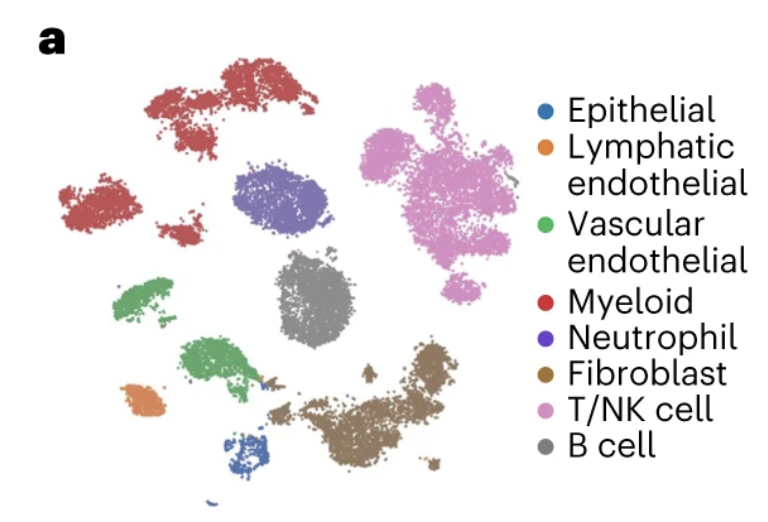 a
Epithelial
Lymphatic
endothelial
Vascular
endothelial
Myeloid
Neutrophil
Fibroblast
T/NK cell
B cell